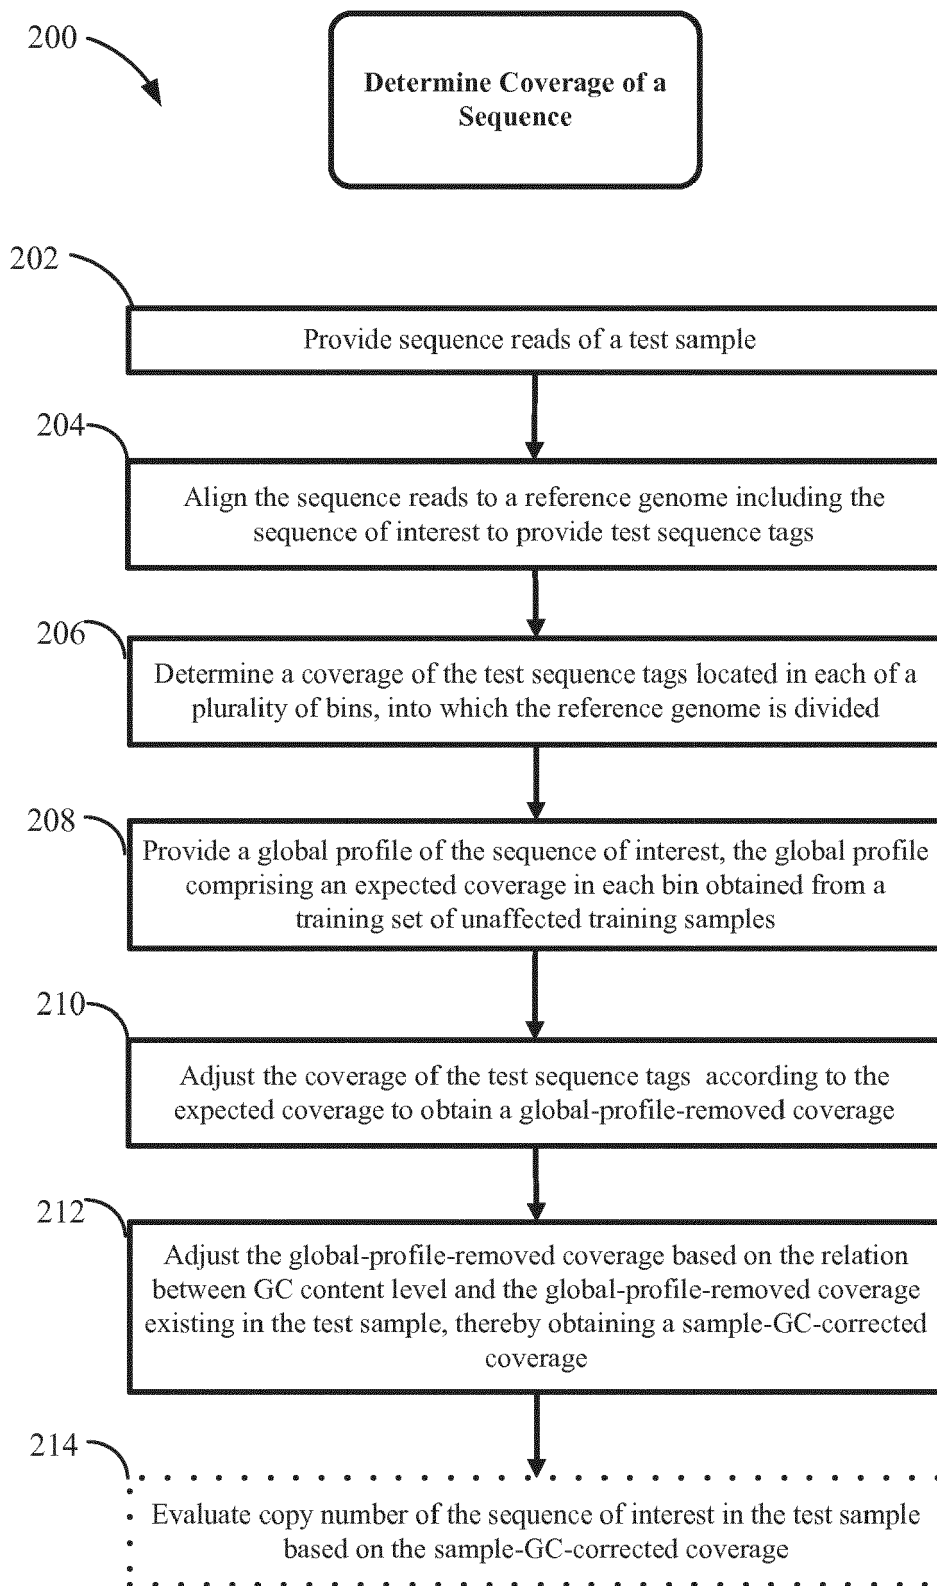 200
Determine Coverage of a
Sequence
202
Provide sequence reads of a test sample
204
Align the sequence reads to a reference genome including the
sequence of interest to provide test sequence tags
206
Determine a coverage of the test sequence tags located in each of a
plurality of bins, into which the reference genome is divided
208
Provide a global profile of the sequence of interest, the global profile
comprising an expected coverage in each bin obtained from a
training set of unaffected training samples
210
Adjust the coverage of the test sequence tags according to the
expected coverage to obtain a global-profile-removed coverage
212
Adjust the global-profile-removed coverage based on the relation
between GC content level and the global-profile-removed coverage
existing in the test sample, thereby obtaining a sample-GC-corrected
coverage
214
Evaluate copy number of the sequence of interest in the test sample
based on the sample-GC-corrected coverage